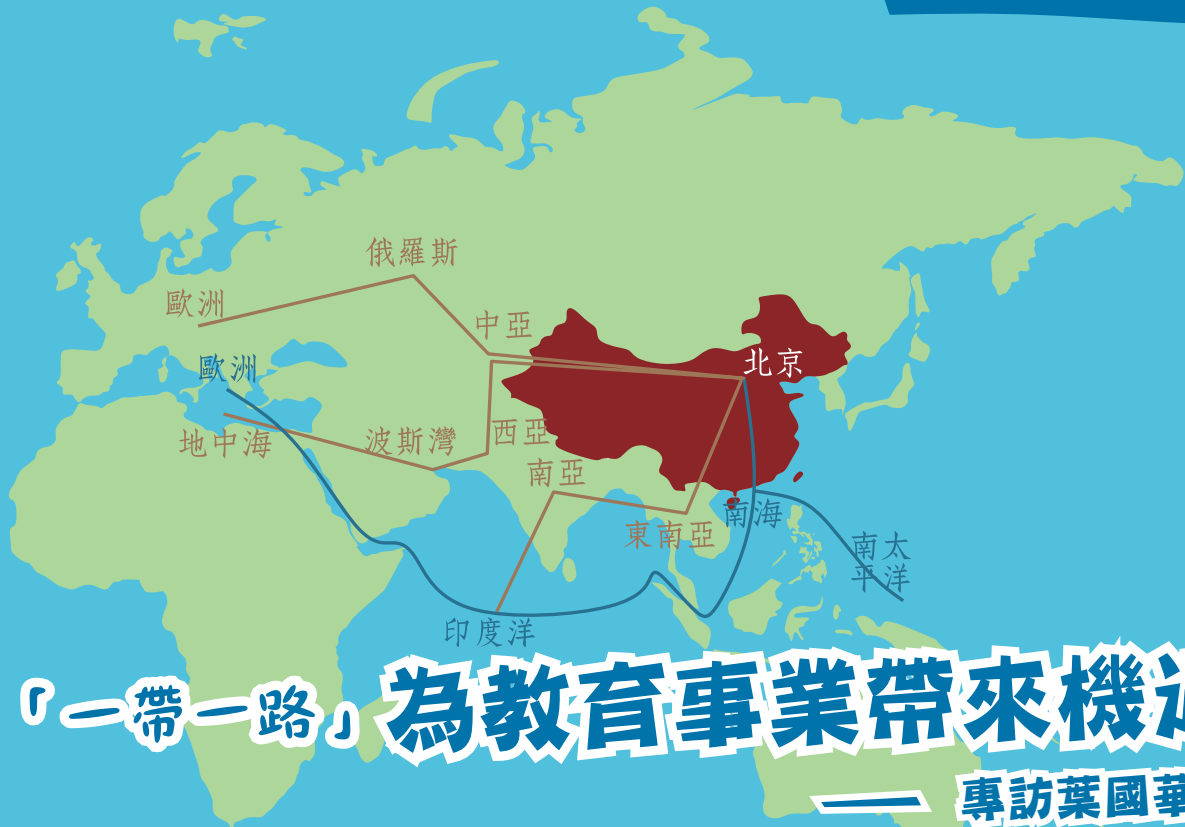 俄羅斯
歐洲
中亞
北京
歐洲
地中海
波斯灣
西亞
南亞
南海
東南亞
南太
平洋
印度洋
「一帶一路」為教育事業帶來機
—— 專訪葉國華